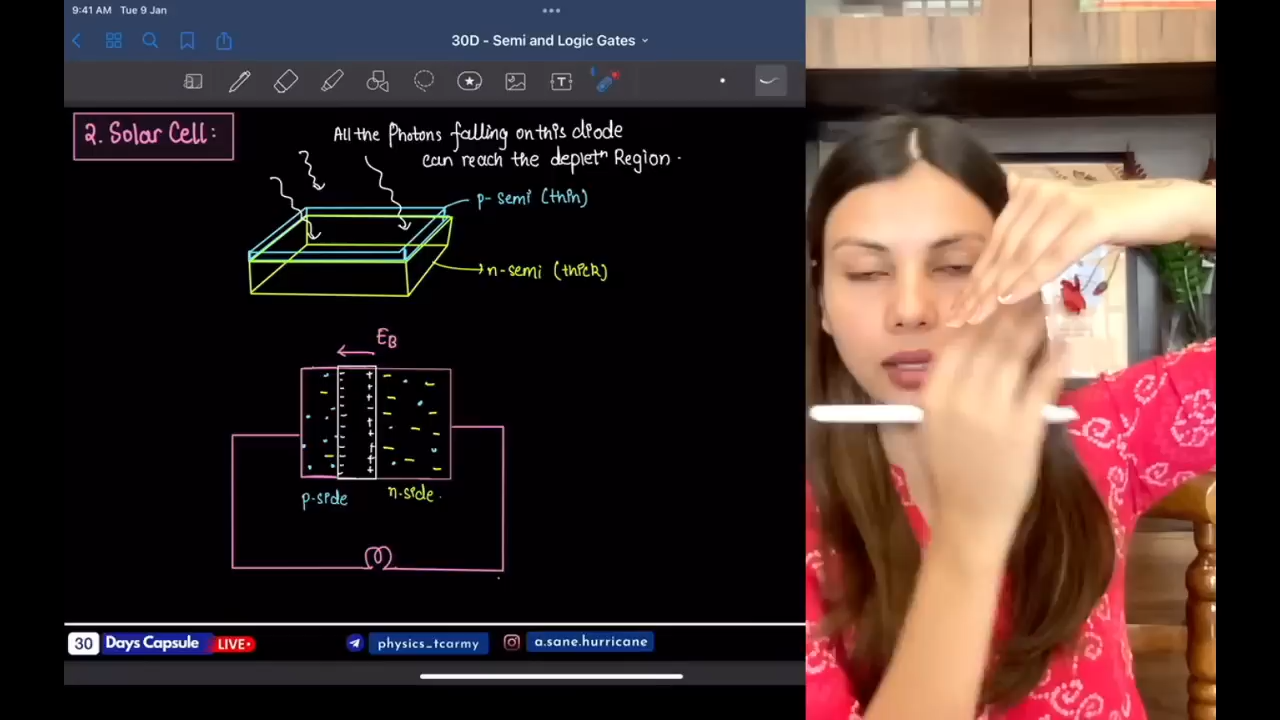 9:41 AM Tue 9 Jan
30D - Semi and Logic Gates
2. Solar Cell:
All the Photons falling on this diode
can reach the depletⁿ Region.
p-semi (thin)
n-semi (thick)
E_B
p-side
n-side.
30 Days Capsule LIVE
physics_tcarmy
a.sane.hurricane